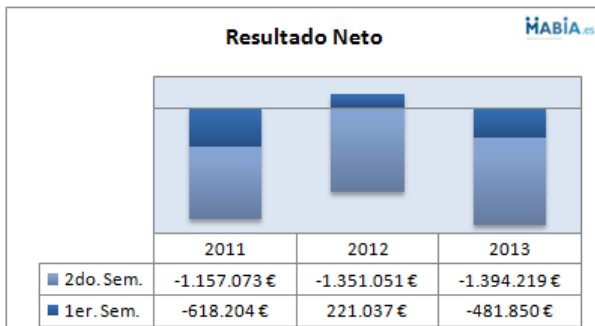 MABIA.es
Resultado Neto
2011 2012 2013
2do. Sem. -1.157.073 € -1.351.051 € -1.394.219 €
1er. Sem. -618.204 € 221.037 € -481.850 €